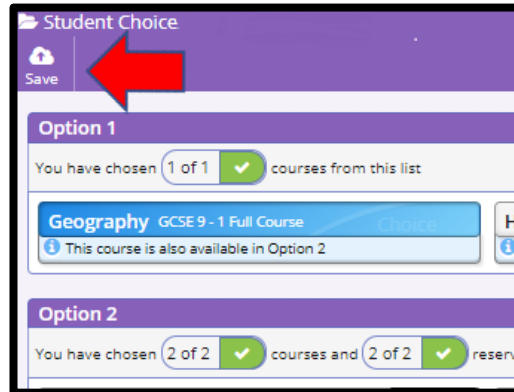 Student Choice
Save
Option 1
You have chosen 1 of 1 courses from this list
Geography GCSE 9 - 1 Full Course Choice
This course is also available in Option 2
Option 2
You have chosen 2 of 2 courses and 2 of 2